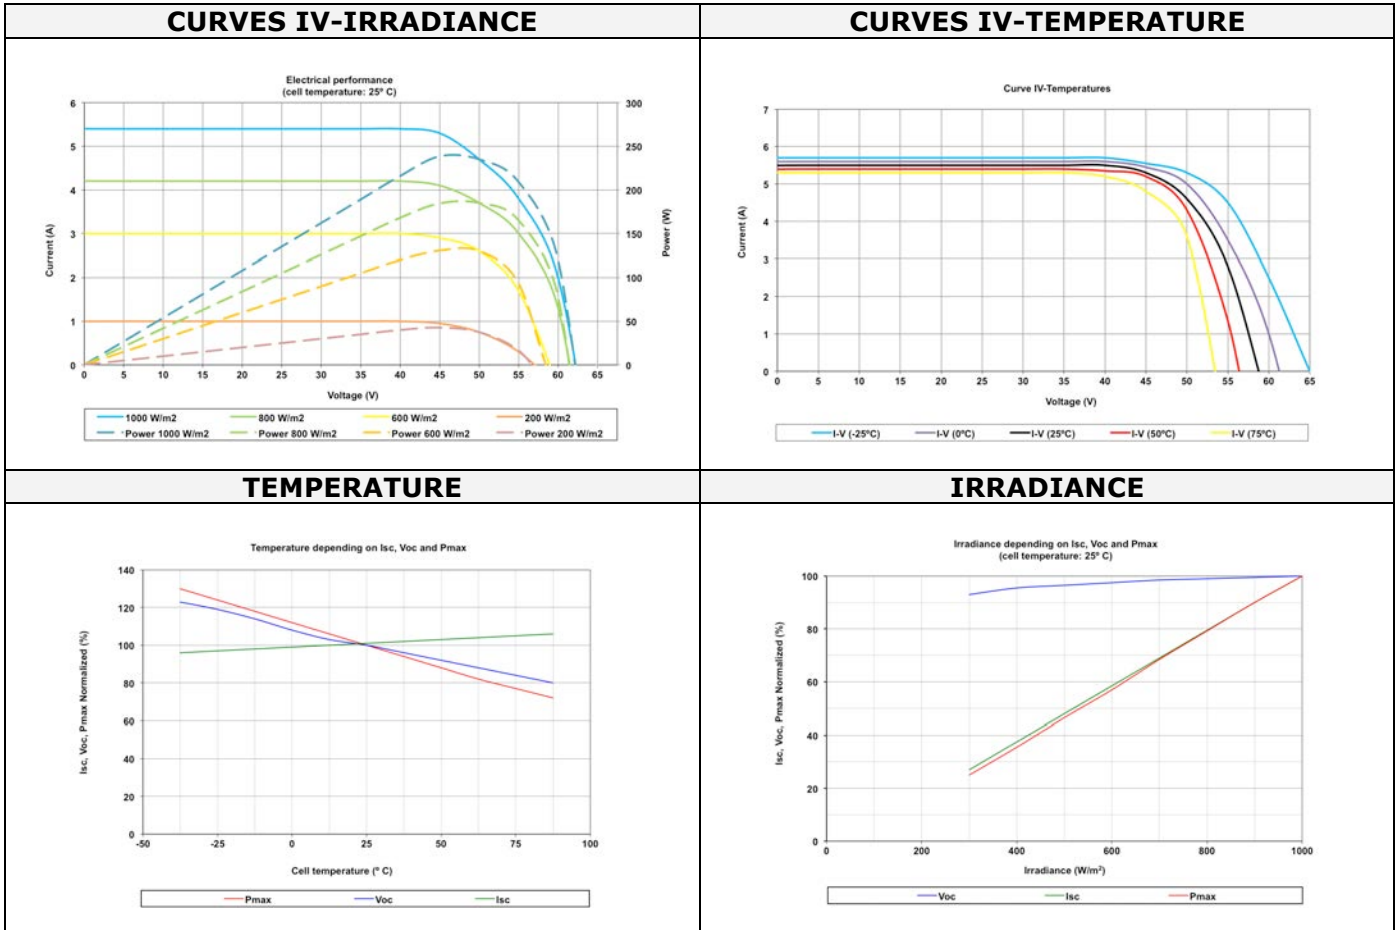 CURVES IV-IRRADIANCE
Electrical performance
(cell temperature: 25º C)
6
5
4
3
2
1
0
Current (A)
300
250
200
150
100
50
0
Power (W)
0 5 10 15 20 25 30 35 40 45 50 55 60 65
Voltage (V)
1000 W/m2 800 W/m2 600 W/m2 200 W/m2
Power 1000 W/m2 Power 800 W/m2 Power 600 W/m2 Power 200 W/m2
CURVES IV-TEMPERATURE
Curve IV-Temperatures
7
6
5
4
3
2
1
0
Current (A)
0 5 10 15 20 25 30 35 40 45 50 55 60 65
Voltage (V)
I-V (-25ºC) I-V (0ºC) I-V (25ºC) I-V (50ºC) I-V (75ºC)
TEMPERATURE
Temperature depending on Isc, Voc and Pmax
140
120
100
80
60
40
20
0
Isc, Voc, Pmax Normalized (%)
-50 -25 0 25 50 75 100
Cell temperature (º C)
Pmax Voc Isc
IRRADIANCE
Irradiance depending on Isc, Voc and Pmax
(cell temperature: 25º C)
100
80
60
40
20
0
Isc, Voc, Pmax Normalized (%)
0 200 400 600 800 1000
Irradiance (W/m²)
Voc Isc Pmax